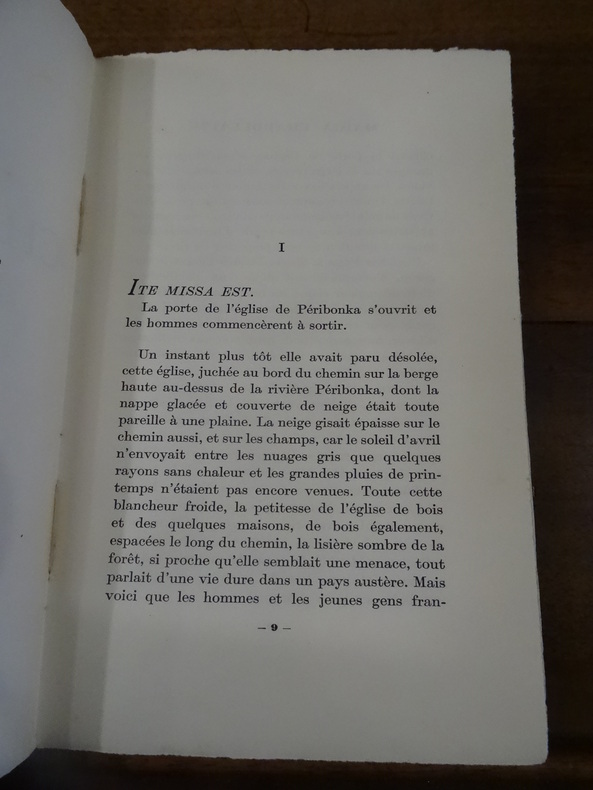 I
ITE MISSA EST.
La porte de l'église de Péribonka s'ouvrit et
les hommes commencèrent à sortir.
Un instant plus tôt elle avait paru désolée,
cette église, juchée au bord du chemin sur la berge
haute au-dessus de la rivière Péribonka, dont la
nappe glacée et couverte de neige était toute
pareille à une plaine. La neige gisait épaisse sur le
chemin aussi, et sur les champs, car le soleil d'avril
n'envoyait entre les nuages gris que quelques
rayons sans chaleur et les grandes pluies de prin-
temps n'étaient pas encore venues. Toute cette
blancheur froide, la petitesse de l'église de bois
et des quelques maisons, de bois également,
espacées le long du chemin, la lisière sombre de la
forêt, si proche qu'elle semblait une menace, tout
parlait d'une vie dure dans un pays austère. Mais
voici que les hommes et les jeunes gens fran-
– 9 –